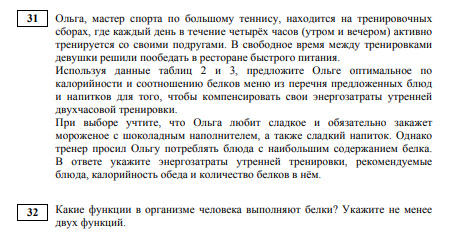 31 Ольга, мастер спорта по большому теннису, находится на тренировочных
сборах, где каждый день в течение четырёх часов (утром и вечером) активно
тренируется со своими подругами. В свободное время между тренировками
девушки решили пообедать в ресторане быстрого питания.
Используя данные таблиц 2 и 3, предложите Ольге оптимальное по
калорийности и соотношению белков меню из перечня предложенных блюд
и напитков для того, чтобы компенсировать свои энергозатраты утренней
двухчасовой тренировки.
При выборе учтите, что Ольга любит сладкое и обязательно закажет
мороженое с шоколадным наполнителем, а также сладкий напиток. Однако
тренер просил Ольгу потреблять блюда с наибольшим содержанием белка.
В ответе укажите энергозатраты утренней тренировки, рекомендуемые
блюда, калорийность обеда и количество белков в нём.
32 Какие функции в организме человека выполняют белки? Укажите не менее
двух функций.